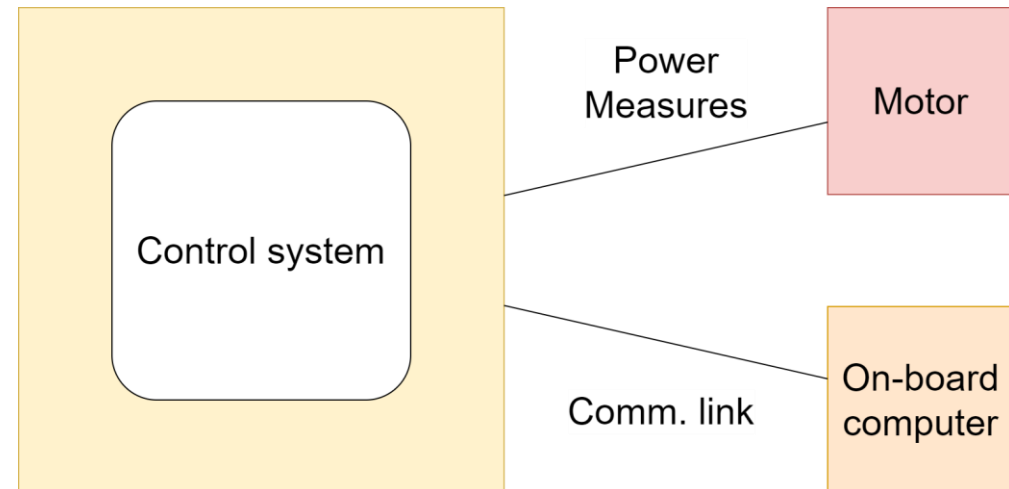 Power
Measures
Motor
Control system
On-board
computer
Comm. link